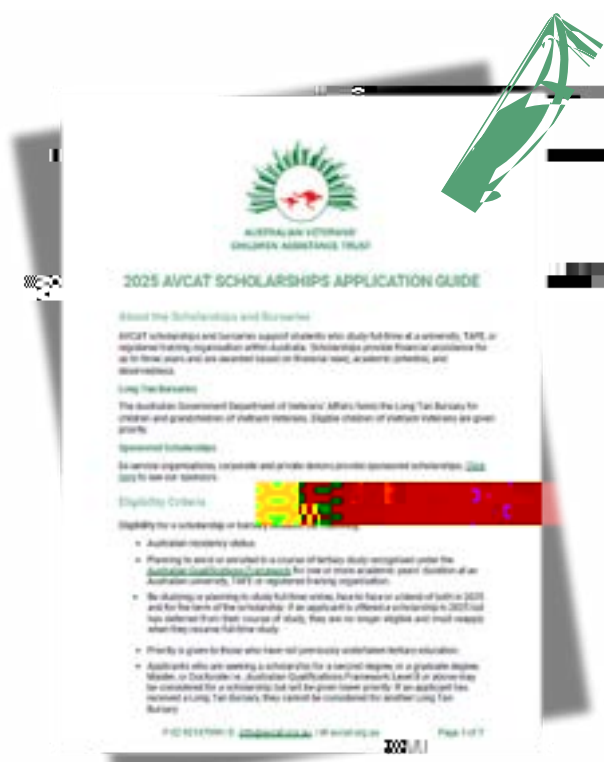 AUSTRALIAN VETERANS'
CHILDREN ASSISTANCE TRUST
2025 AVCAT SCHOLARSHIPS APPLICATION GUIDE
About the Scholarships and Bursaries
AVCAT scholarships and bursaries support students who study full-time at a university, TAFE, or
registered training organisation within Australia. Scholarships provide financial assistance for
up to three years and are awarded based on financial need, academic potential, and
deservedness.
Long Tan Bursaries
The Australian Government Department of Veterans' Affairs funds the Long Tan Bursary for
children and grandchildren of Vietnam Veterans. Eligible children of Vietnam Veterans are given
priority.
Sponsored Scholarships
Ex-service organisations, corporate and private donors provide sponsored scholarships. Click
here to see our sponsors.
Eligibility Criteria
Eligibility for a scholarship or
• Australian residency status
• Planning to enrol or enrolled in a course of tertiary study recognised under the
Australian Qualifications Framework for one or more academic years' duration at an
Australian university, TAFE or registered training organisation.
• Be studying or planning to study full-time online, face to face or a blend of both in 2025
and for the term of the scholarship. If an applicant is offered a scholarship in 2025 but
has deferred from their course of study, they are no longer eligible and must reapply
when they resume full-time study.
• Priority is given to those who have not previously undertaken tertiary education.
• Applicants who are seeking a scholarship for a second degree, or a graduate degree,
Master, or Doctorate i.e. Australian Qualifications Framework Level 8 or above may
be considered for a scholarship but will be given lower priority. If an applicant has
received a Long Tan Bursary, they cannot be considered for another Long Tan
Bursary.
Page 1 of 7